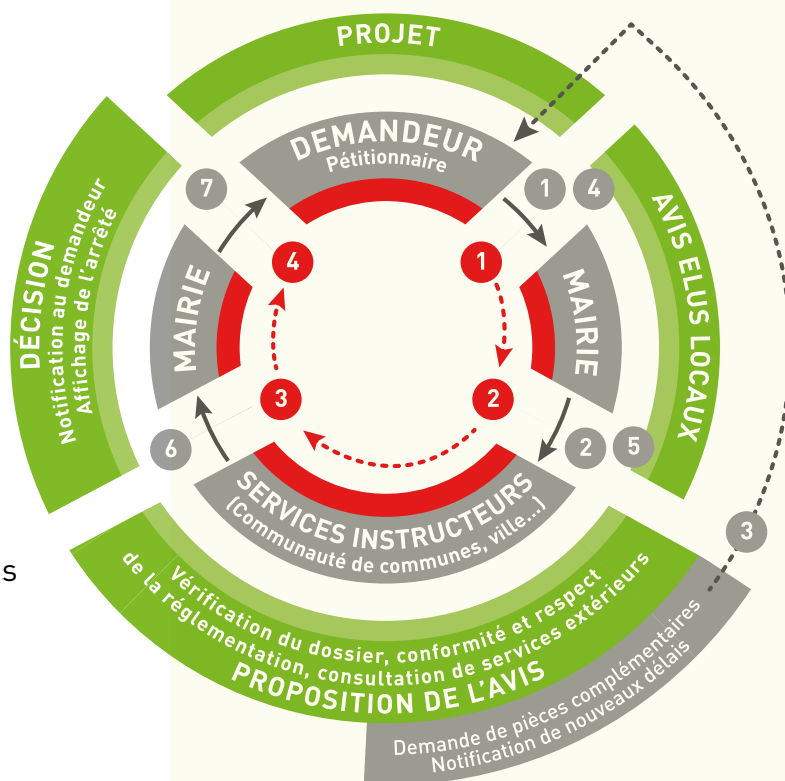 PROJET
DEMANDEUR
Pétitionnaire
7
1
4
4
1
AVIS ELUS LOCAUX
DÉCISION
Notification au demandeur
Affichage de l'arrêté
MAIRIE
MAIRIE
3
2
6
2
5
SERVICES INSTRUCTEURS
(Communauté de communes, ville...)
3
s
Vérification du dossier, conformité et respect
de la réglementation, consultation de services extérieurs
PROPOSITION DE L'AVIS
Demande de pièces complémentaires
Notification de nouveaux délais